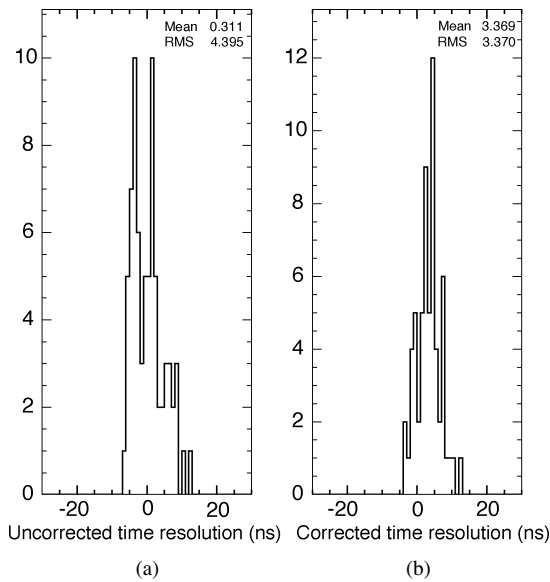 Mean 0.311
RMS 4.395
10
8
6
4
2
0
-20 0 20
Uncorrected time resolution (ns)
(a)
Mean 3.369
RMS 3.370
12
10
8
6
4
2
0
-20 0 20
Corrected time resolution (ns)
(b)